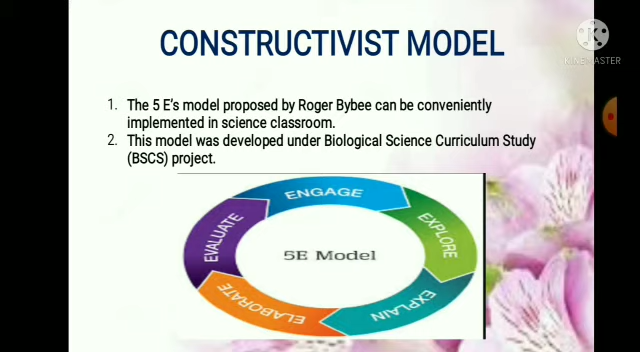 CONSTRUCTIVIST MODEL
KINEMASTER
1. The 5 E's model proposed by Roger Bybee can be conveniently
implemented in science classroom.
2. This model was developed under Biological Science Curriculum Study
(BSCS) project.
ENGAGE
EXPLORE
EXPLAIN
ELABORATE
EVALUATE
5E Model